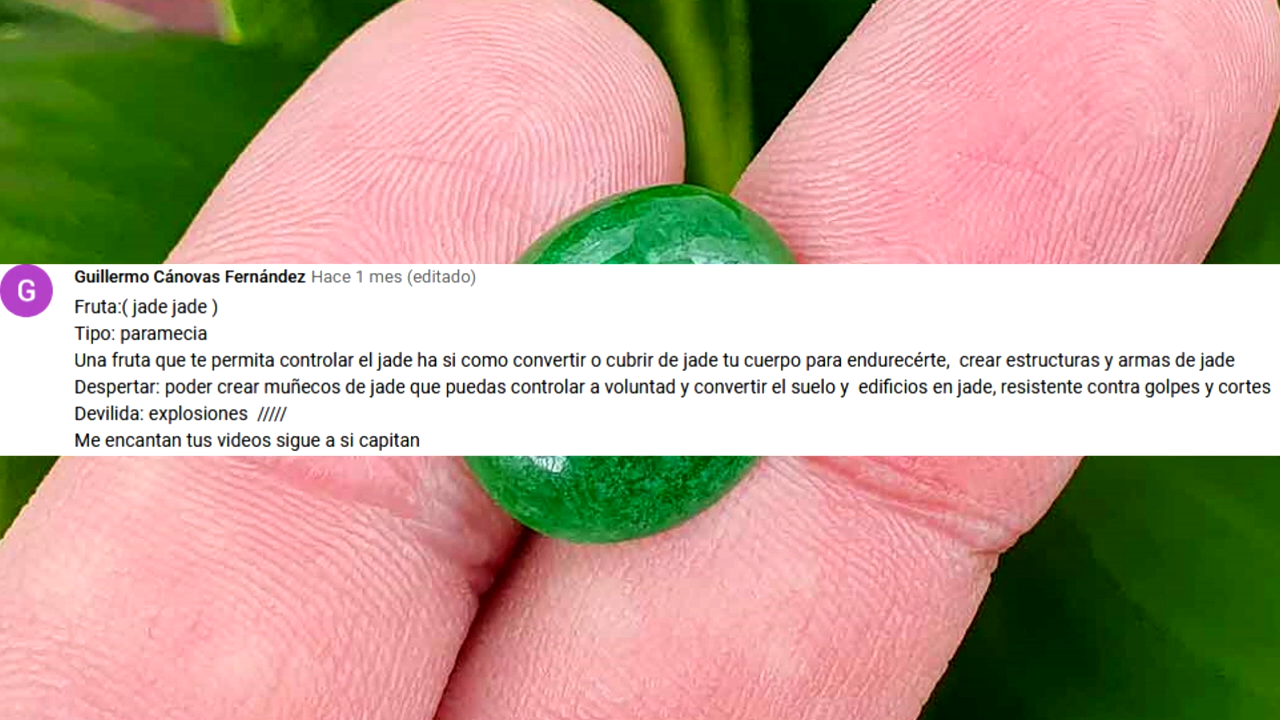 G
Guillermo Cánovas Fernández Hace 1 mes (editado)
Fruta:( jade jade )
Tipo: paramecia
Una fruta que te permita controlar el jade ha si como convertir o cubrir de jade tu cuerpo para endurecérte, crear estructuras y armas de jade
Despertar: poder crear muñecos de jade que puedas controlar a voluntad y convertir el suelo y edificios en jade, resistente contra golpes y cortes
Devilida: explosiones /////
Me encantan tus videos sigue a si capitan